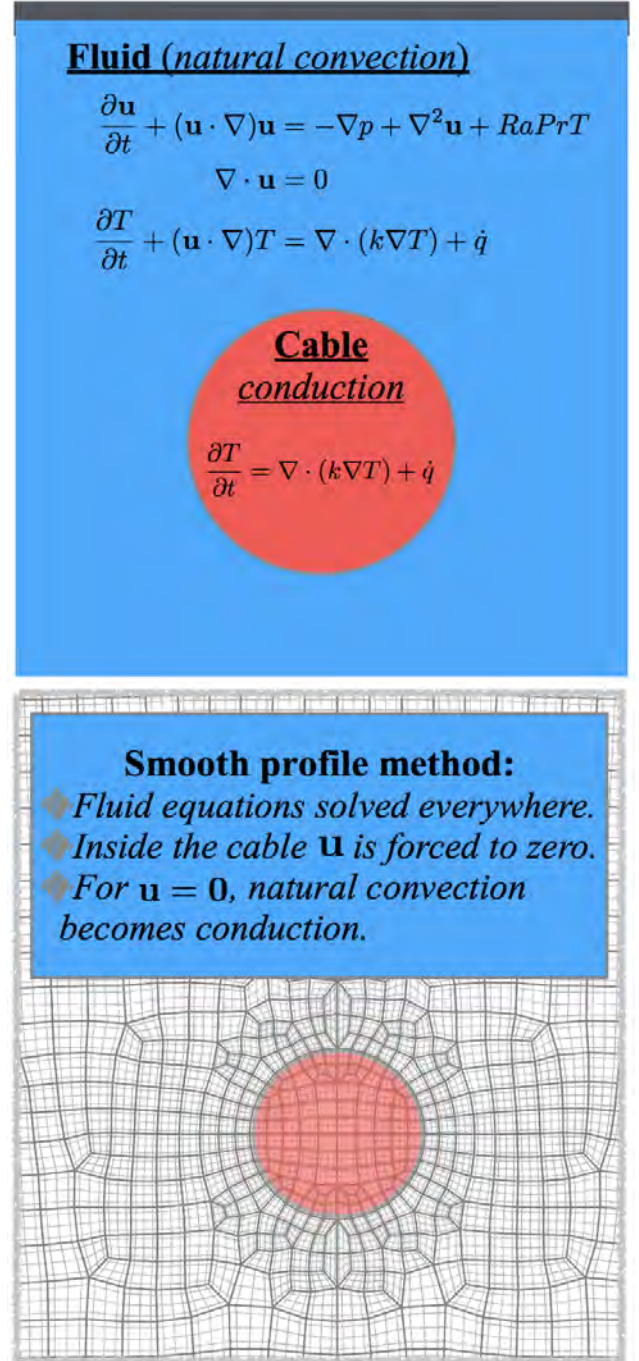 Fluid (natural convection)
∂u/∂t + (u · ∇)u = −∇p + ∇²u + RaPrT
∇ · u = 0
∂T/∂t + (u · ∇)T = ∇ · (k∇T) + q̇
Cable
conduction
∂T/∂t = ∇ · (k∇T) + q̇
Smooth profile method:
Fluid equations solved everywhere.
Inside the cable u is forced to zero.
For u = 0, natural convection
becomes conduction.